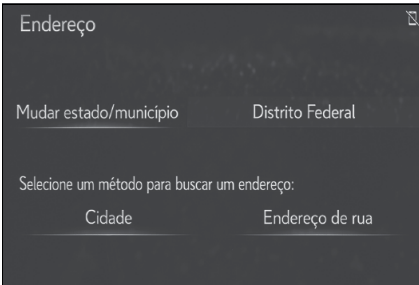 Endereço
Mudar estado/município Distrito Federal
Selecione um método para buscar um endereço:
Cidade Endereço de rua